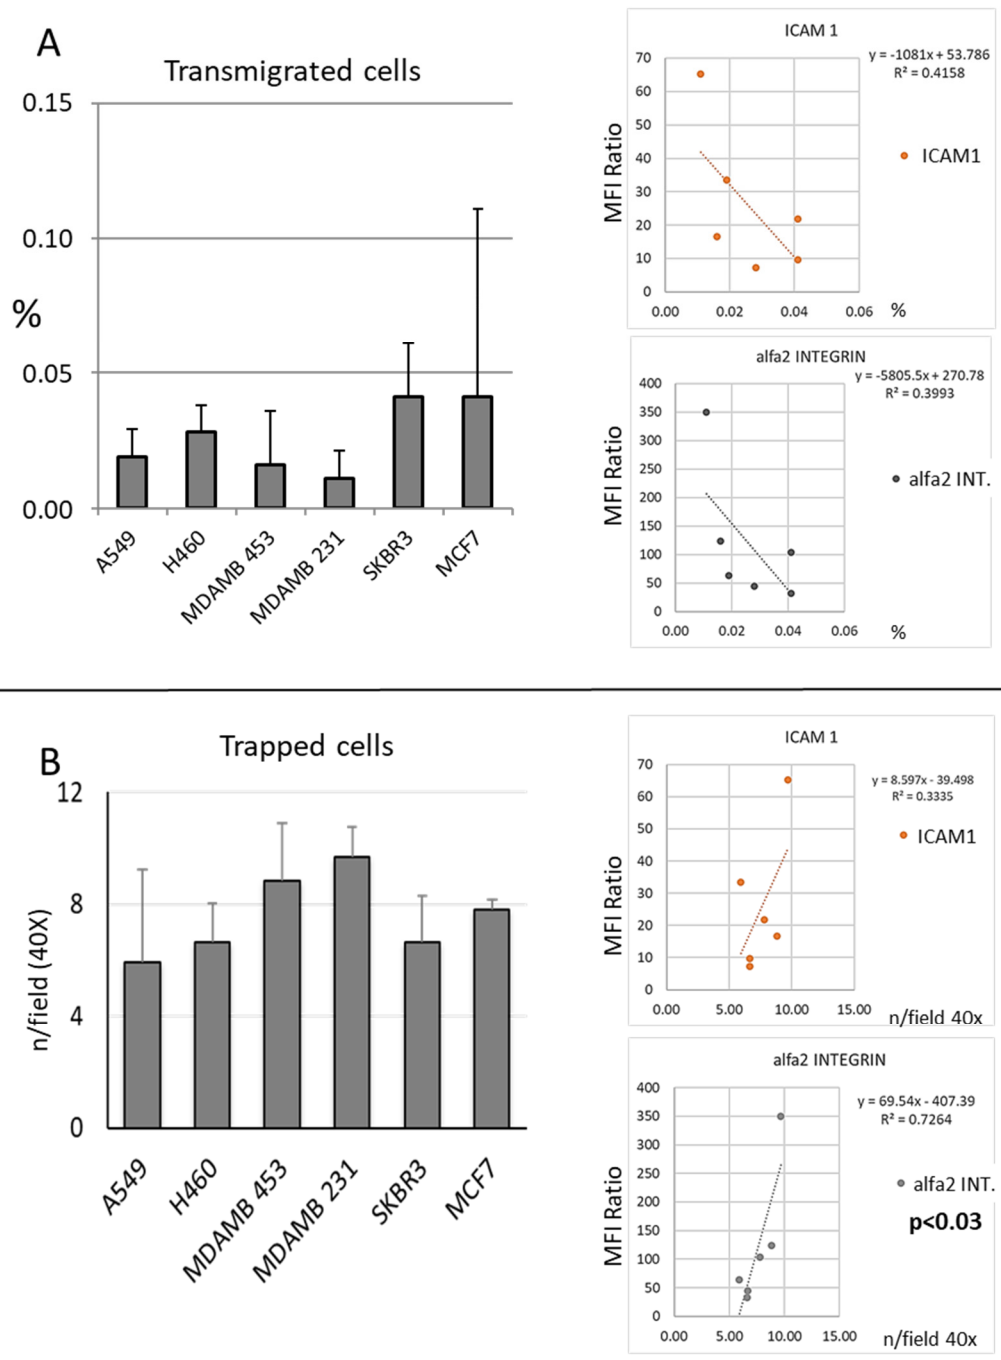 A
Transmigrated cells
0.15
0.10
%
0.05
0.00
A549
H460
MDAMB 453
MDAMB 231
SKBR3
MCF7
ICAM 1
y = -1081x + 53.786
R² = 0.4158
70
60
50
40
30
20
10
0
MFI Ratio
ICAM1
0.00 0.02 0.04 0.06 %
alfa2 INTEGRIN
y = -5805.5x + 270.78
R² = 0.3993
400
350
300
250
200
150
100
50
0
MFI Ratio
alfa2 INT.
0.00 0.02 0.04 0.06 %
B
Trapped cells
12
8
4
0
n/field (40X)
A549
H460
MDAMB 453
MDAMB 231
SKBR3
MCF7
ICAM 1
y = 8.597x - 39.498
R² = 0.3335
70
60
50
40
30
20
10
0
MFI Ratio
ICAM1
0.00 5.00 10.00 15.00
n/field 40x
alfa2 INTEGRIN
y = 69.54x - 407.39
R² = 0.7264
400
350
300
250
200
150
100
50
0
MFI Ratio
alfa2 INT.
p<0.03
0.00 5.00 10.00 15.00
n/field 40x